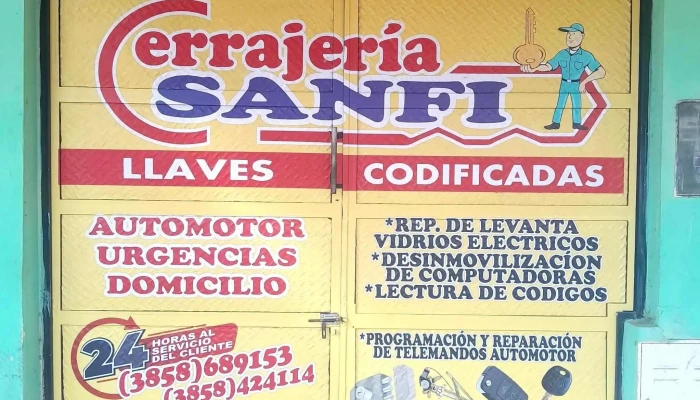 Cerrajería
SANFI
LLAVES CODIFICADAS
AUTOMOTOR
URGENCIAS
DOMICILIO
*REP. DE LEVANTA
VIDRIOS ELECTRICOS
*DESINMOVILIZACÍON
DE COMPUTADORAS
*LECTURA DE CODIGOS
24 HORAS AL
SERVICIO
DEL CLIENTE
(3858)689153
(3858)424114
*PROGRAMACIÓN Y REPARACIÓN
DE TELEMANDOS AUTOMOTOR